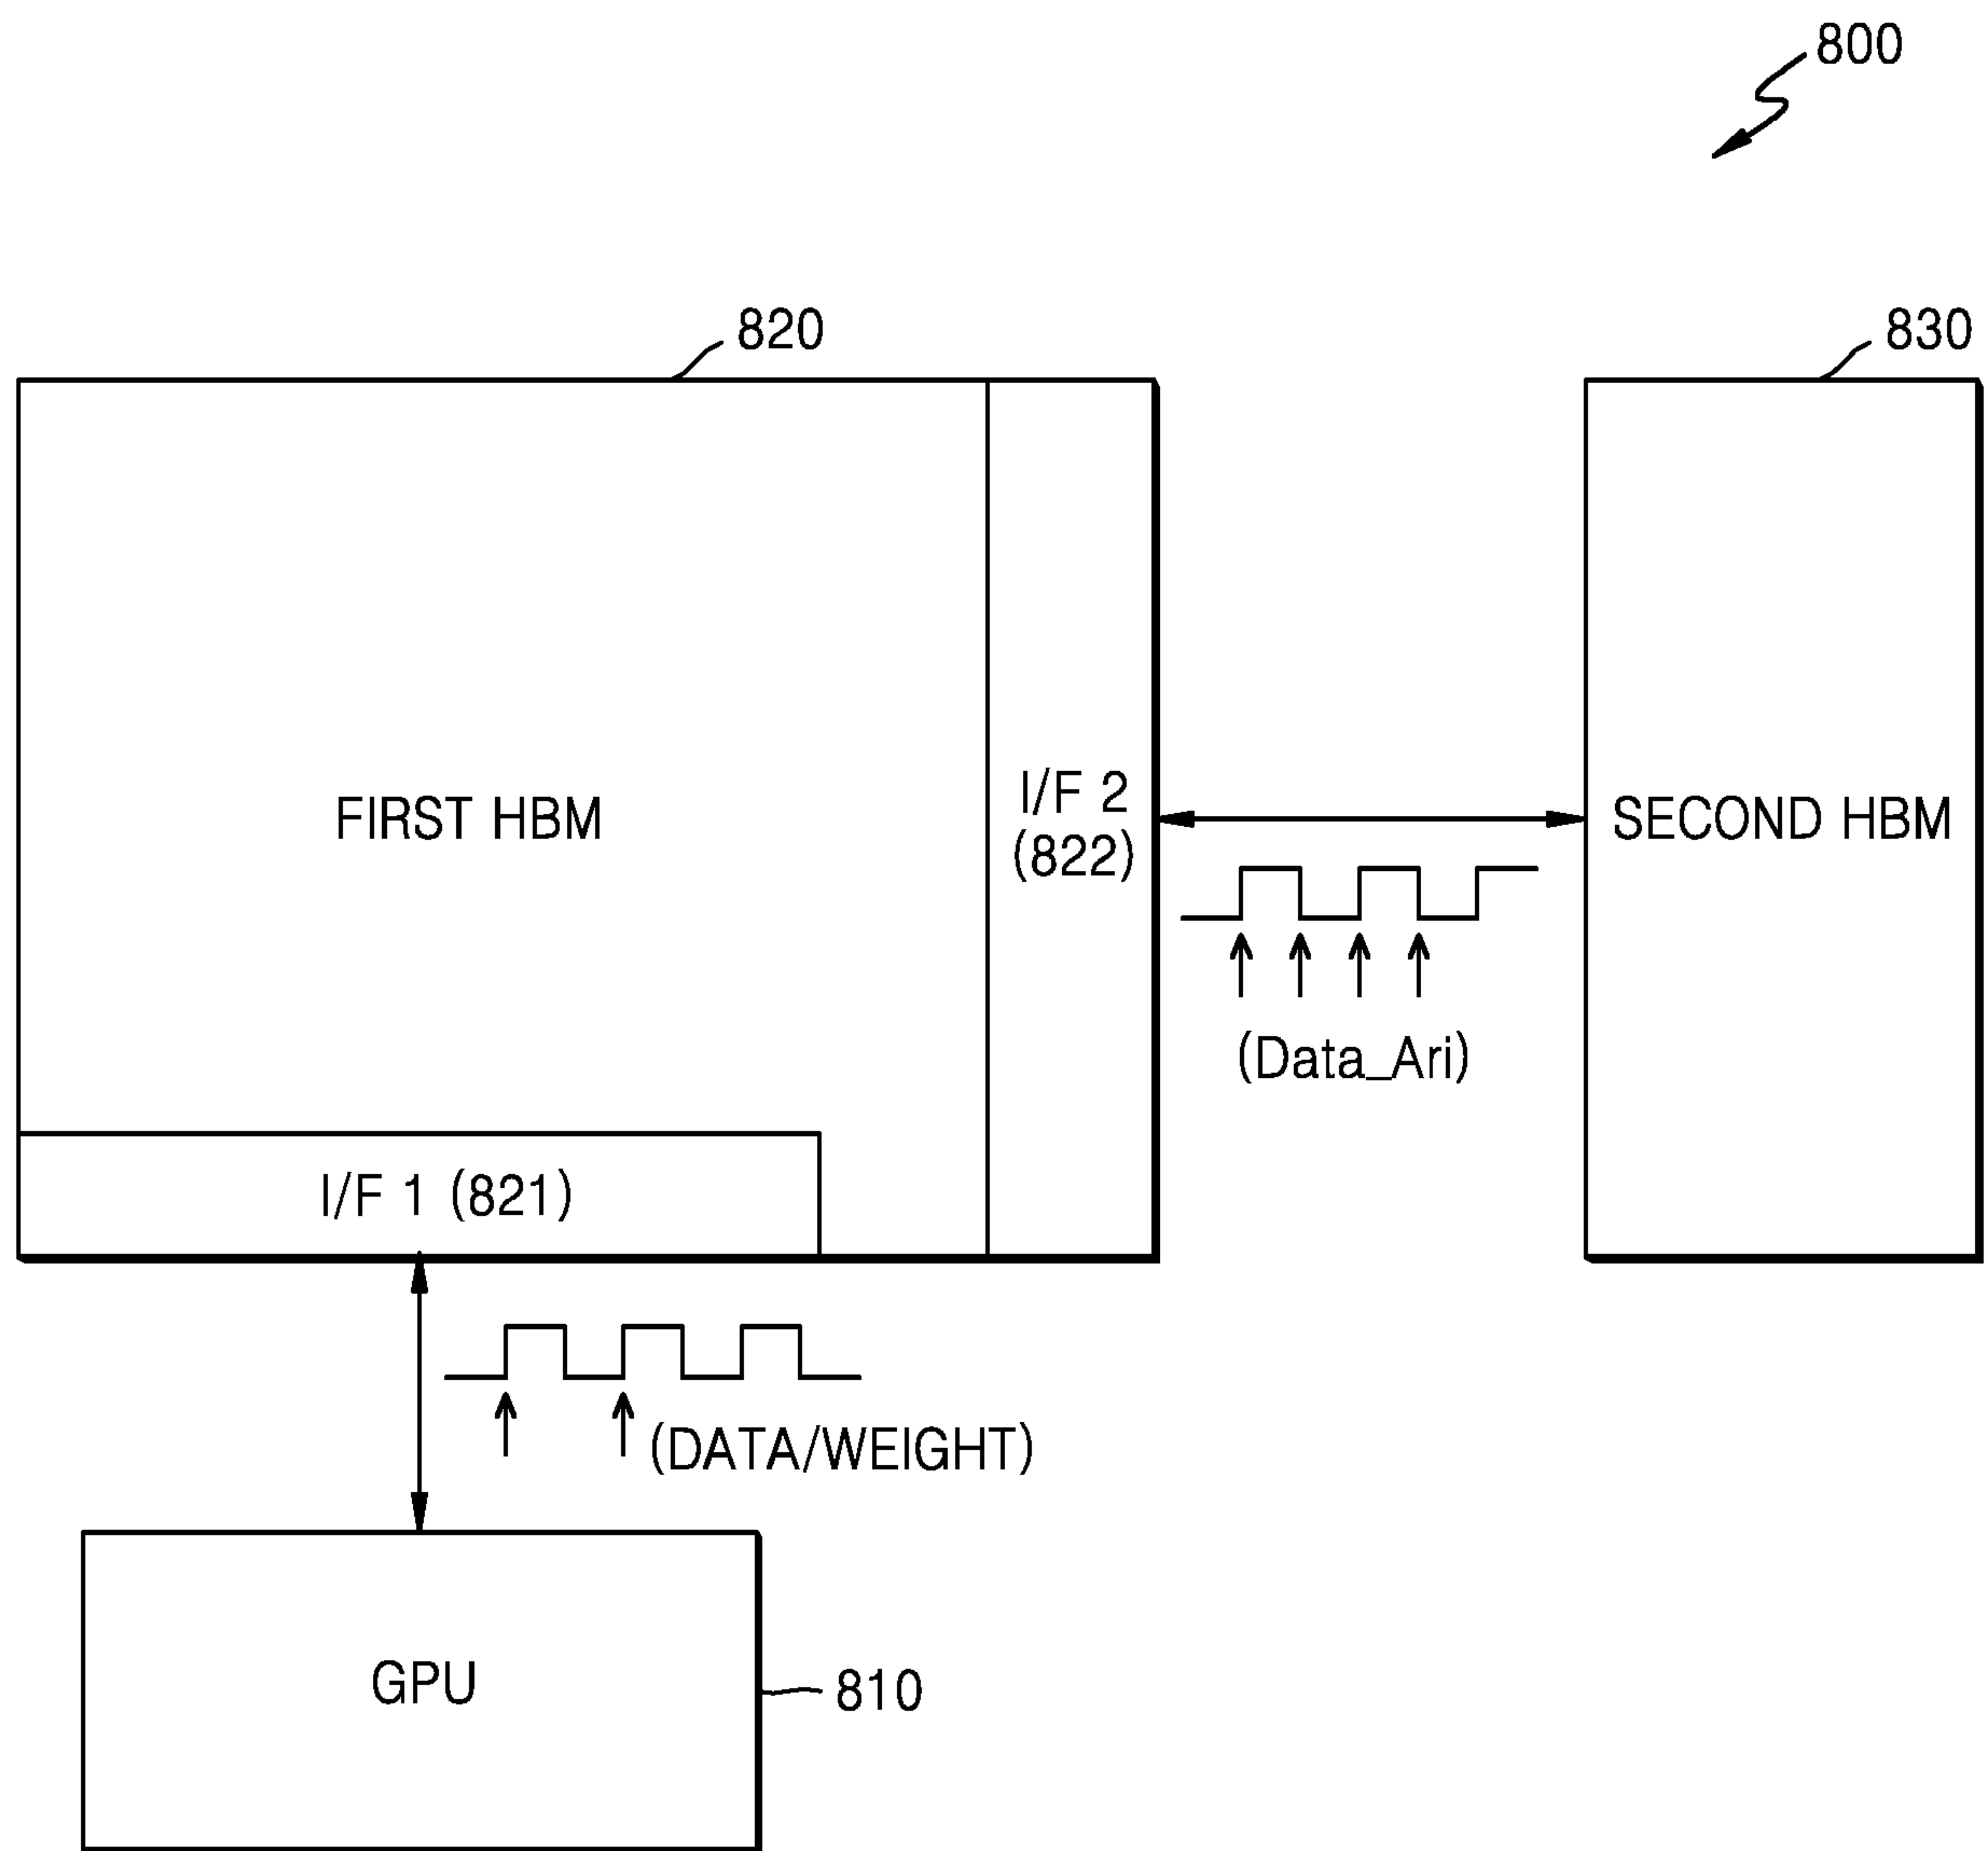 800
820
830
FIRST HBM
I/F 2
(822)
SECOND HBM
(Data_Ari)
I/F 1 (821)
(DATA/WEIGHT)
GPU
810